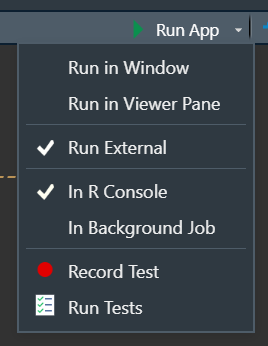 Run App
Run in Window
Run in Viewer Pane
Run External
In R Console
In Background Job
Record Test
Run Tests